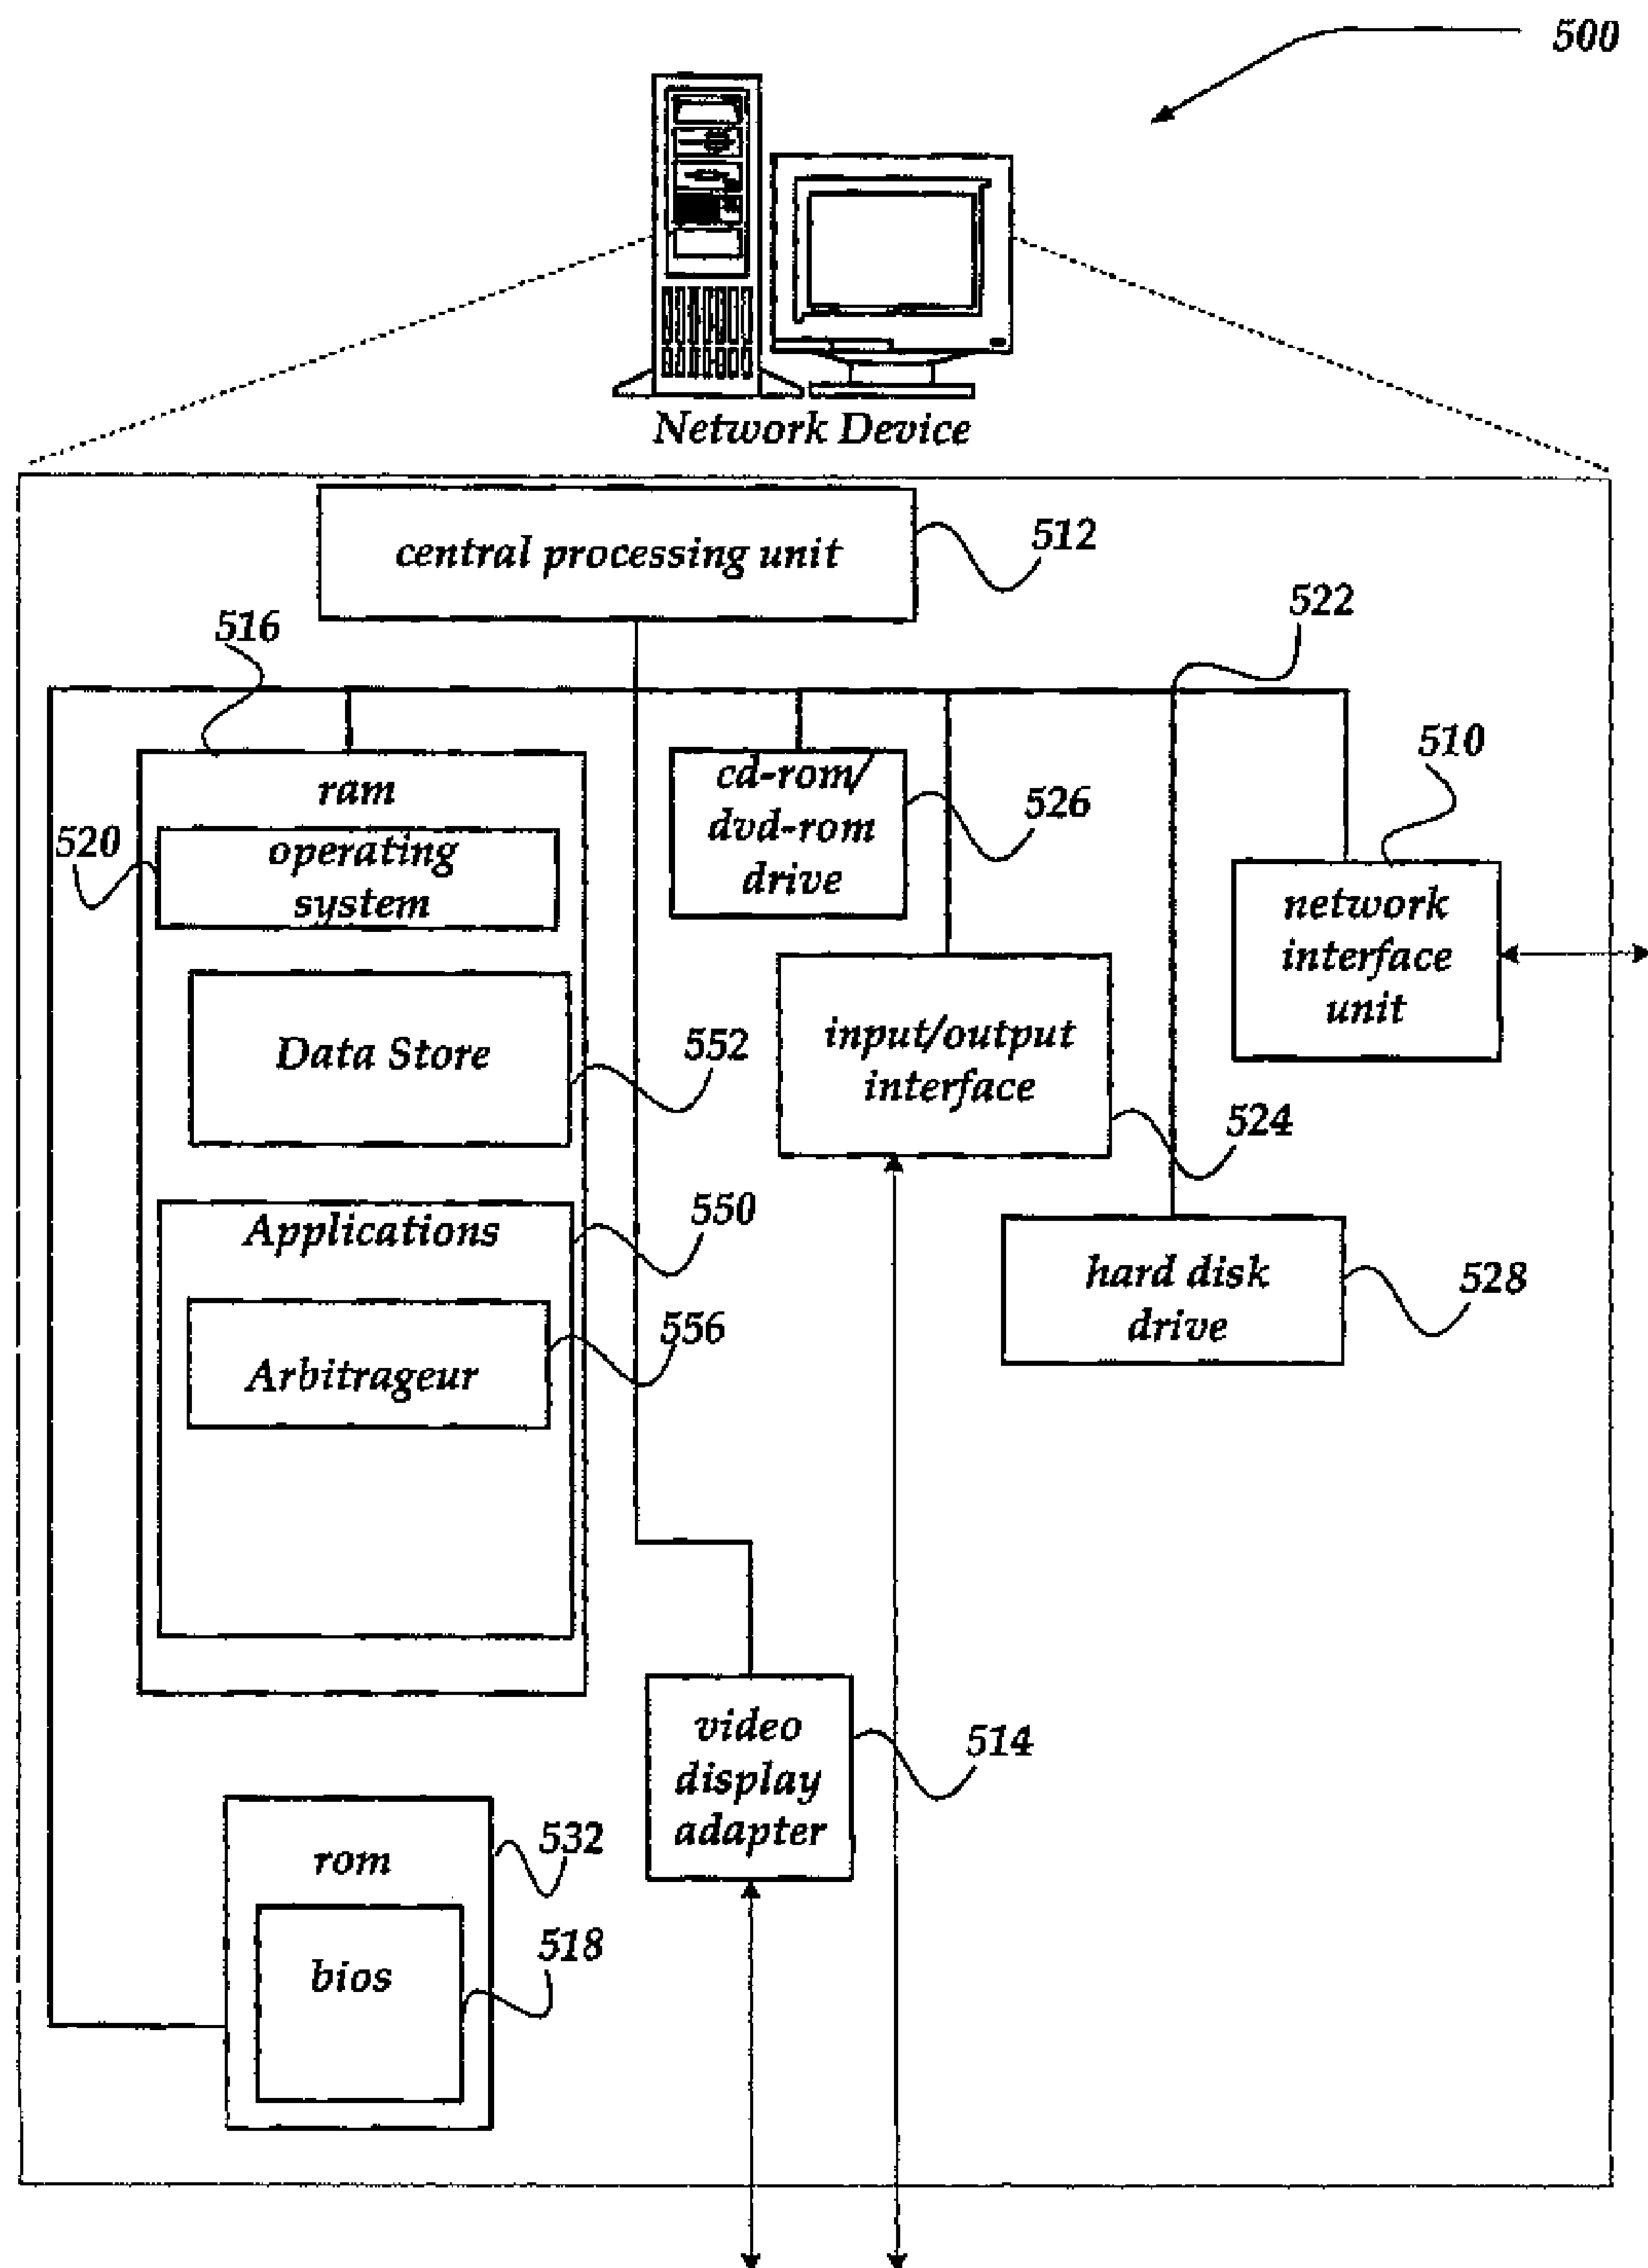 500
Network Device
central processing unit
512
522
516
510
ram
cd-rom/
dvd-rom
drive
526
520
operating
system
network
interface
unit
Data Store
552
input/output
interface
524
Applications
550
hard disk
drive
528
Arbitrageur
556
video
display
adapter
514
rom
532
bios
518